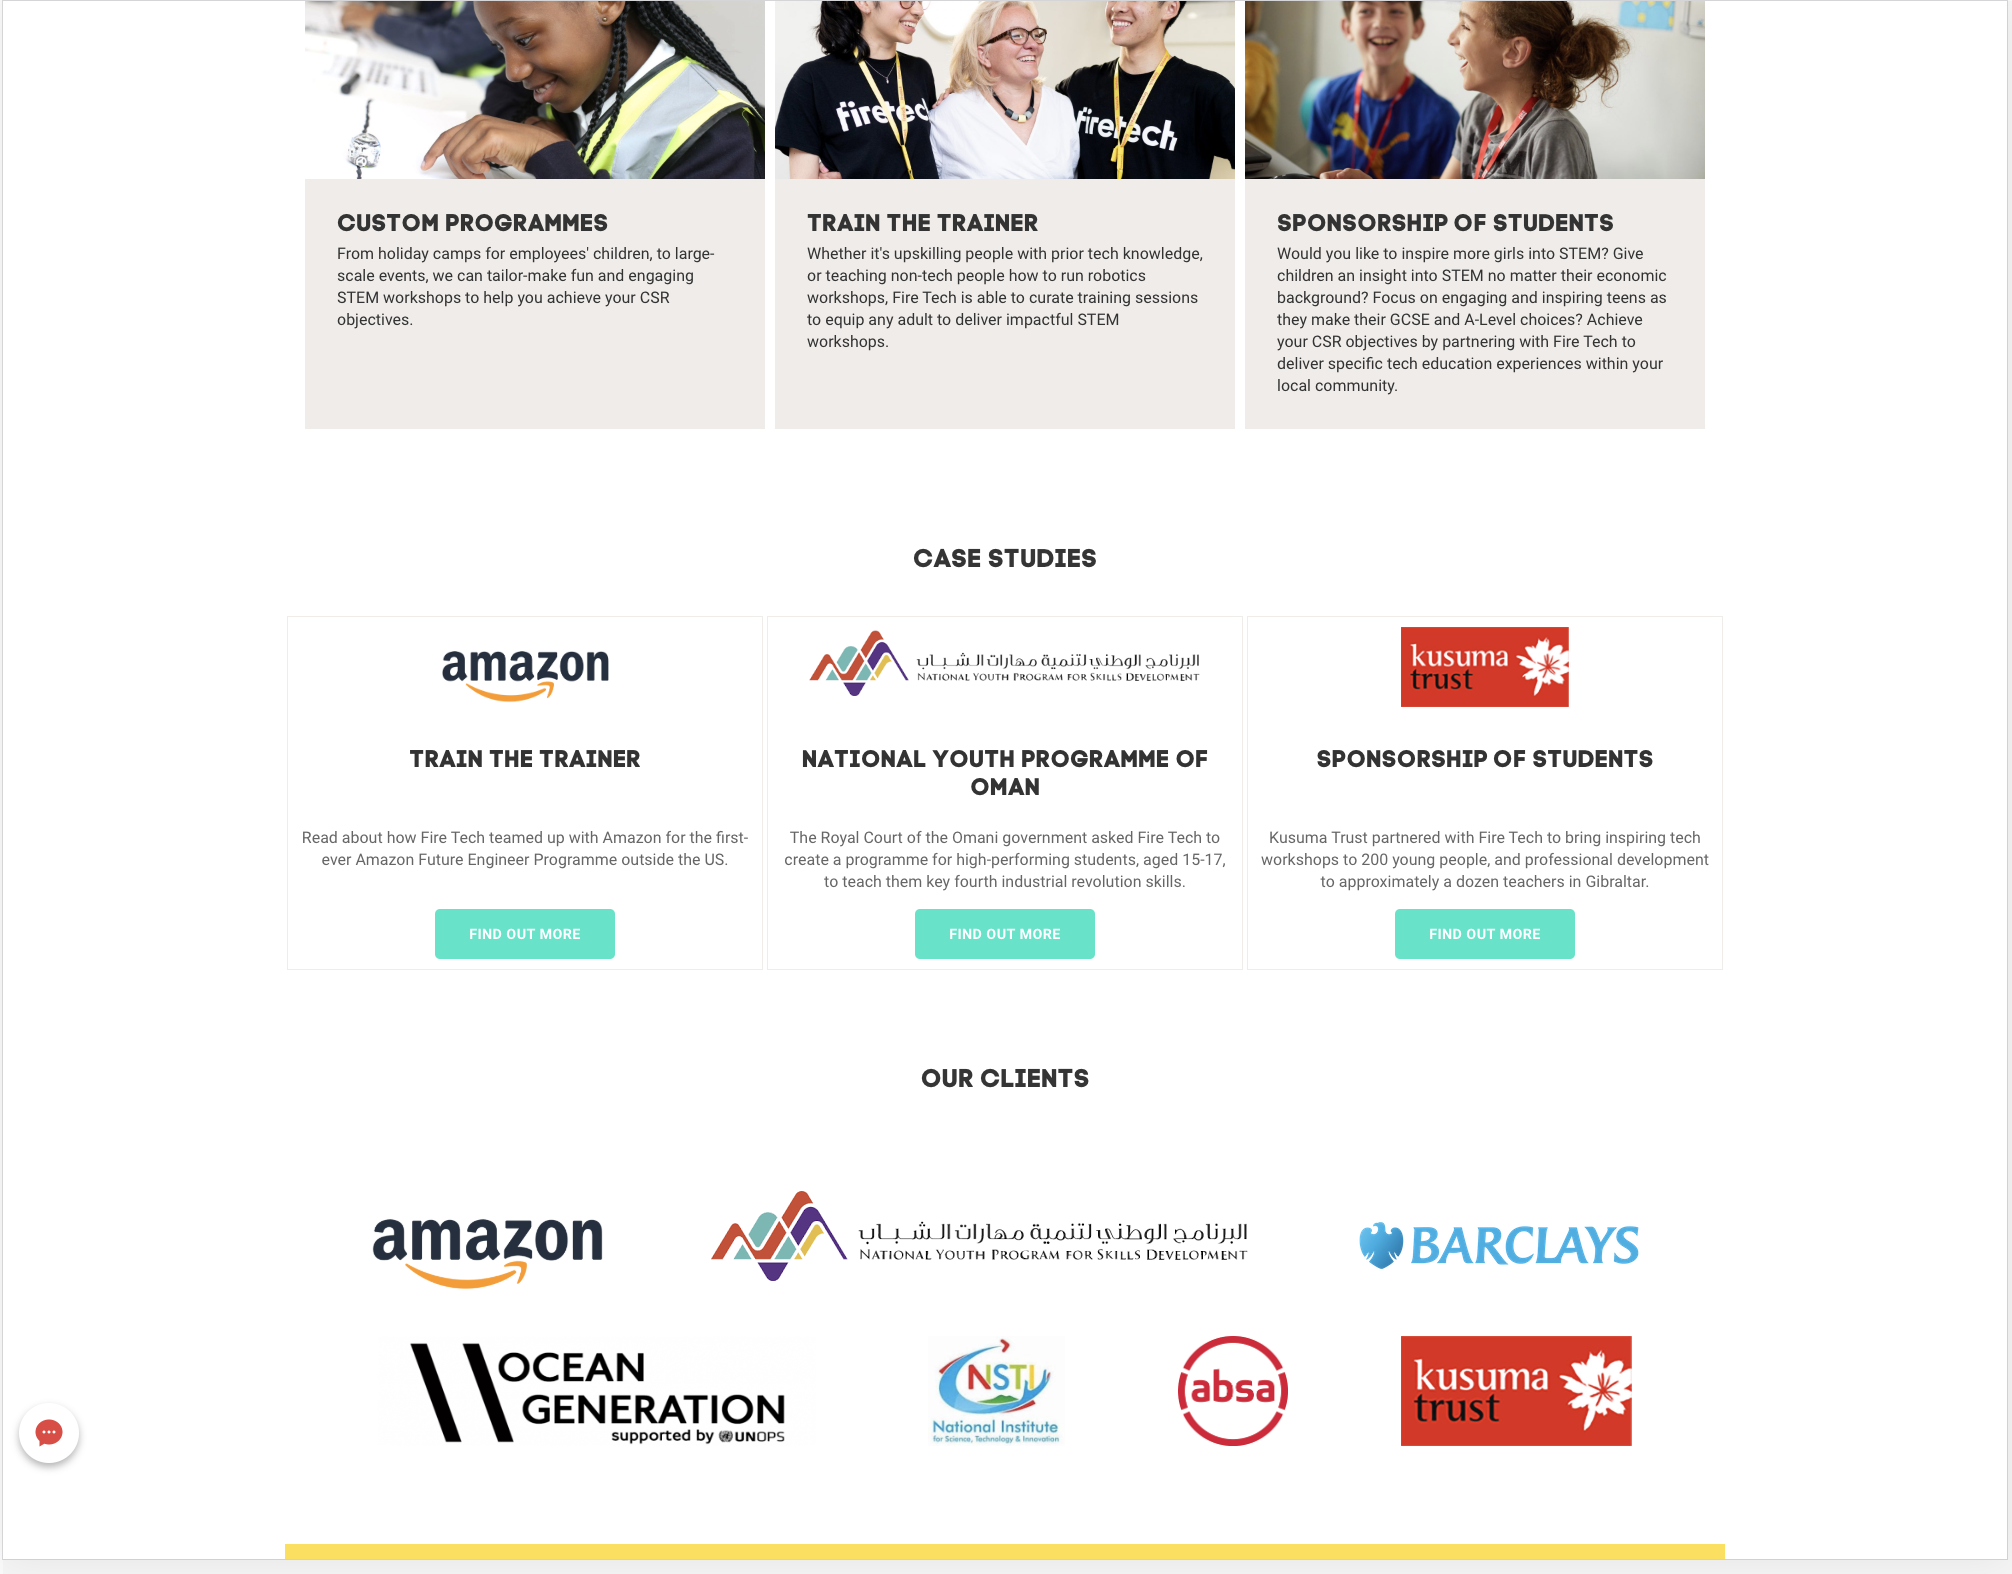 firetec
firetech
CUSTOM PROGRAMMES
From holiday camps for employees' children, to large-
scale events, we can tailor-make fun and engaging
STEM workshops to help you achieve your CSR
objectives.
TRAIN THE TRAINER
Whether it's upskilling people with prior tech knowledge,
or teaching non-tech people how to run robotics
workshops, Fire Tech is able to curate training sessions
to equip any adult to deliver impactful STEM
workshops.
SPONSORSHIP OF STUDENTS
Would you like to inspire more girls into STEM? Give
children an insight into STEM no matter their economic
background? Focus on engaging and inspiring teens as
they make their GCSE and A-Level choices? Achieve
your CSR objectives by partnering with Fire Tech to
deliver specific tech education experiences within your
local community.
CASE STUDIES
amazon
TRAIN THE TRAINER
Read about how Fire Tech teamed up with Amazon for the first-
ever Amazon Future Engineer Programme outside the US.
FIND OUT MORE
البرنامج الوطني لتنمية مهارات الشباب
NATIONAL YOUTH PROGRAM FOR SKILLS DEVELOPMENT
NATIONAL YOUTH PROGRAMME OF
OMAN
The Royal Court of the Omani government asked Fire Tech to
create a programme for high-performing students, aged 15-17,
to teach them key fourth industrial revolution skills.
FIND OUT MORE
kusuma
trust
SPONSORSHIP OF STUDENTS
Kusuma Trust partnered with Fire Tech to bring inspiring tech
workshops to 200 young people, and professional development
to approximately a dozen teachers in Gibraltar.
FIND OUT MORE
OUR CLIENTS
amazon
البرنامج الوطني لتنمية مهارات الشباب
NATIONAL YOUTH PROGRAM FOR SKILLS DEVELOPMENT
BARCLAYS
OCEAN
GENERATION
supported by UNOPS
NSTI
National Institute
for Science, Technology & Innovation
absa
kusuma
trust